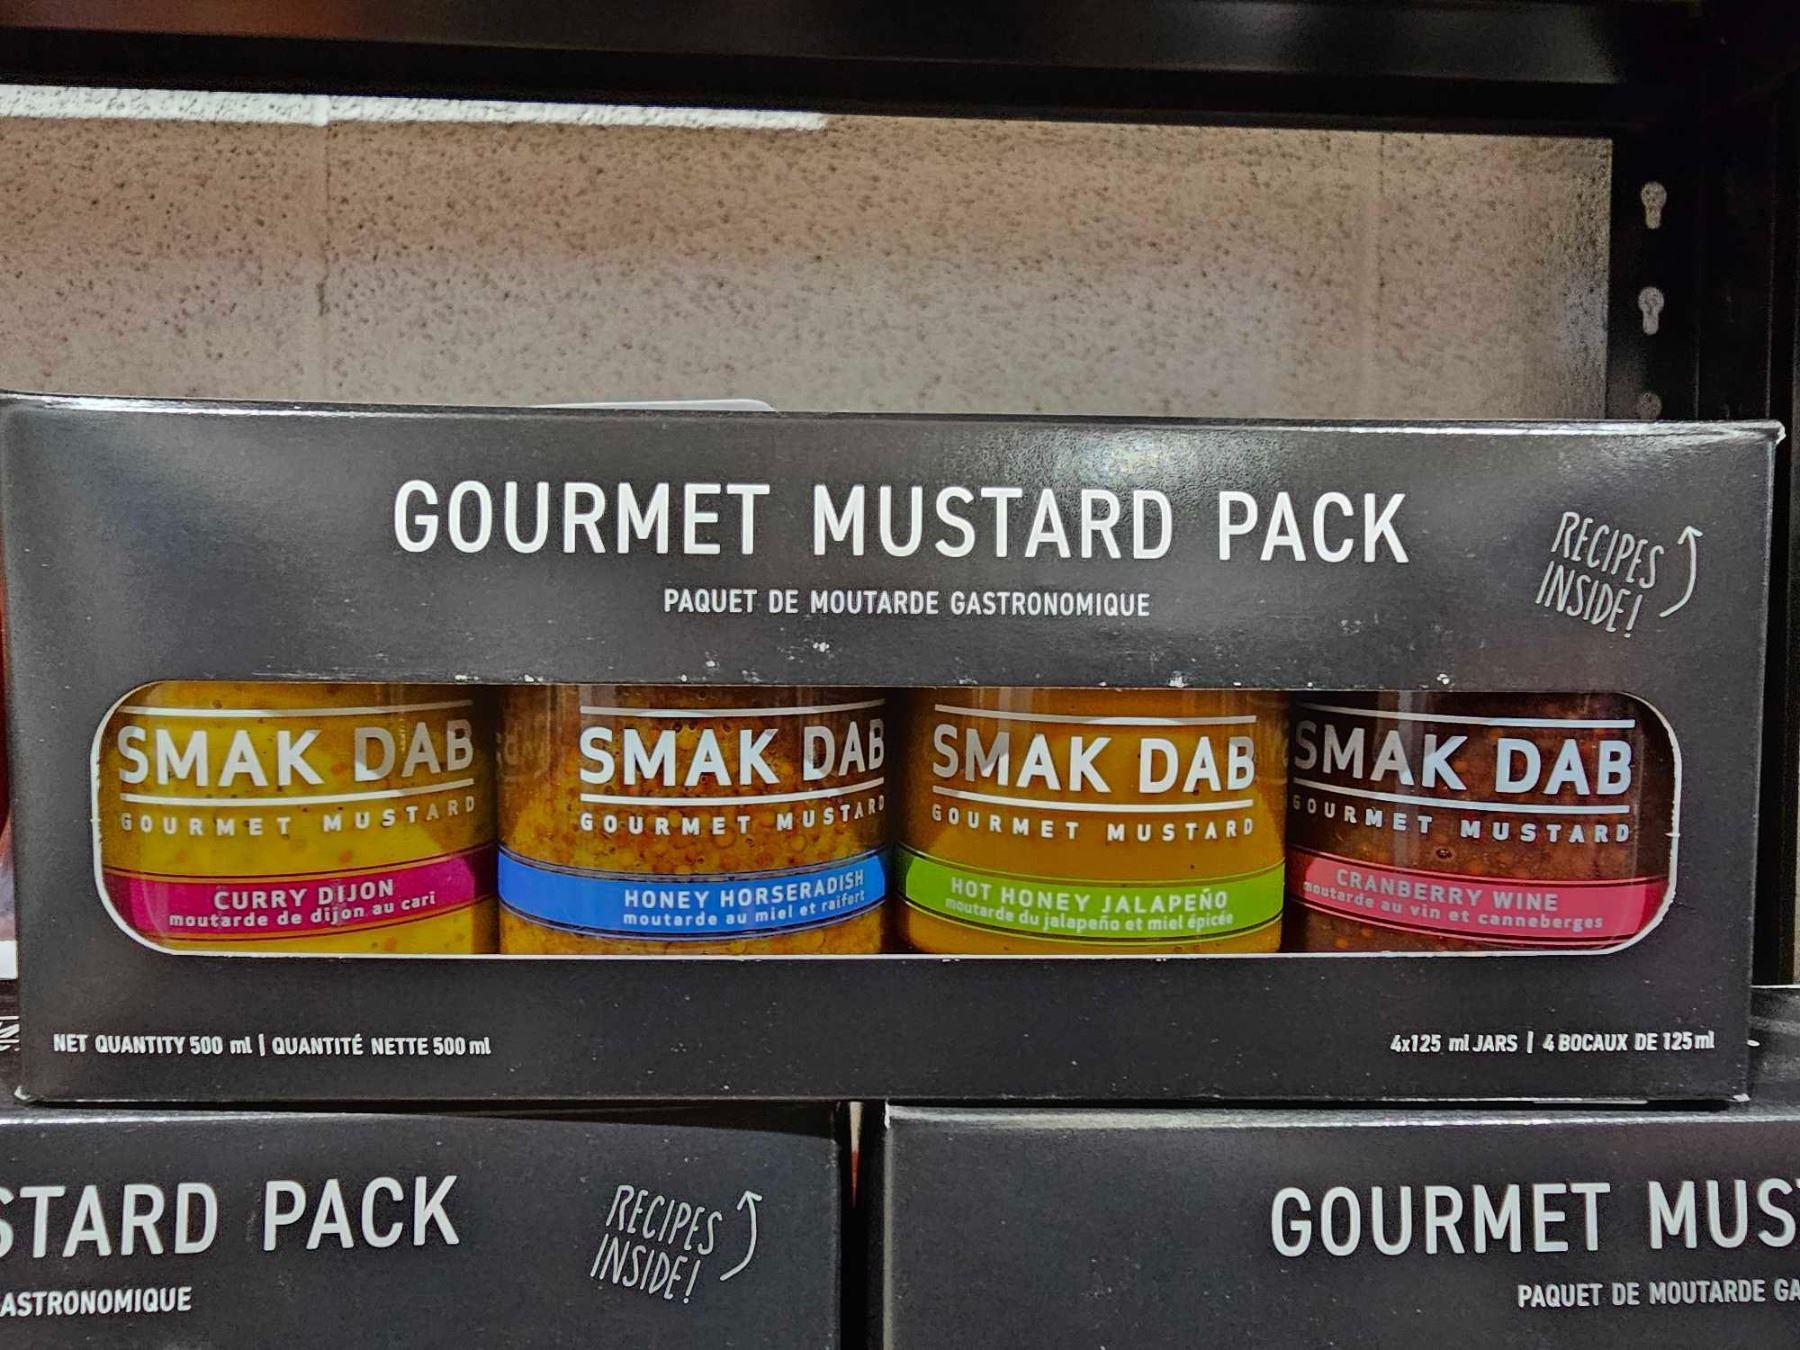 GOURMET MUSTARD PACK
PAQUET DE MOUTARDE GASTRONOMIQUE
RECIPES
INSIDE!
SMAK DAB
GOURMET MUSTARD
CURRY DIJON
moutarde de dijon au cari
SMAK DAB
GOURMET MUSTARD
HONEY HORSERADISH
moutarde au miel et raifort
SMAK DAB
GOURMET MUSTARD
HOT HONEY JALAPEÑO
moutarde du jalapeño et miel épicée
SMAK DAB
GOURMET MUSTARD
CRANBERRY WINE
moutarde au vin et canneberges
NET QUANTITY 500 ml | QUANTITÉ NETTE 500 ml
4x125 ml JARS | 4 BOCAUX DE 125 ml
STARD PACK
ASTRONOMIQUE
RECIPES
INSIDE!
GOURMET MUS
PAQUET DE MOUTARDE GA